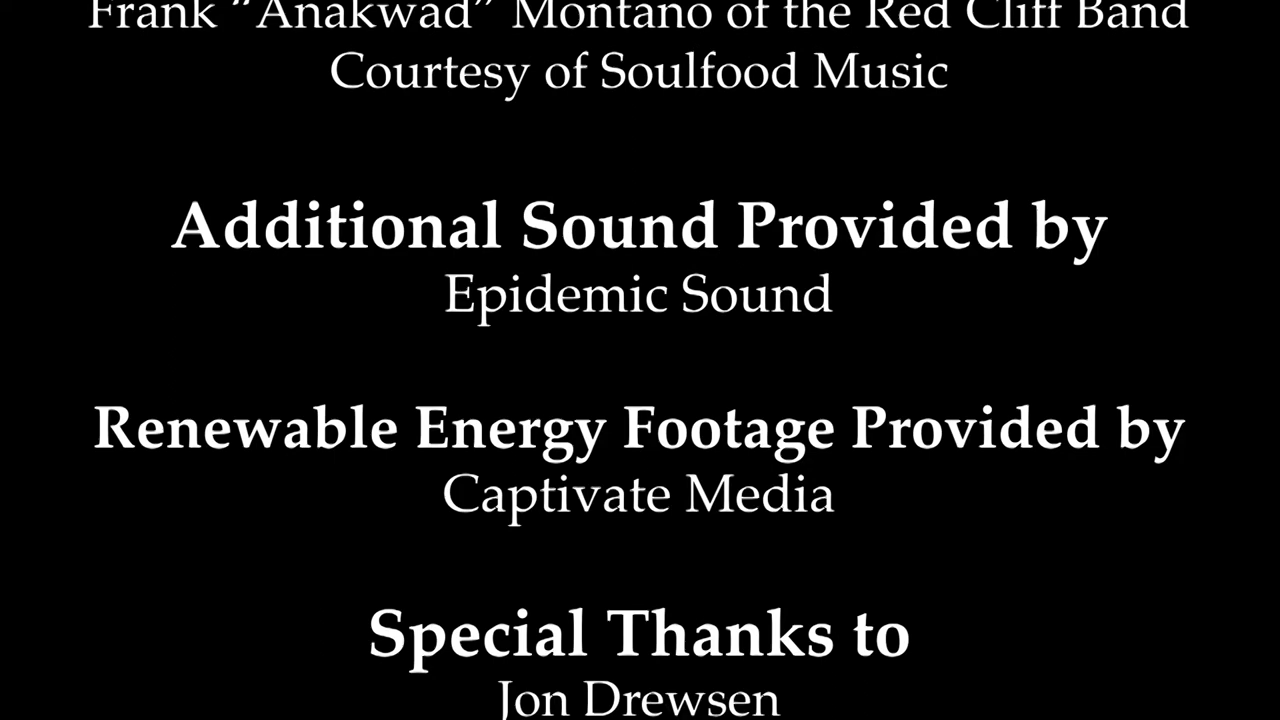 Frank “Anakwad” Montano of the Red Cliff Band
Courtesy of Soulfood Music
Additional Sound Provided by
Epidemic Sound
Renewable Energy Footage Provided by
Captivate Media
Special Thanks to
Jon Drewsen